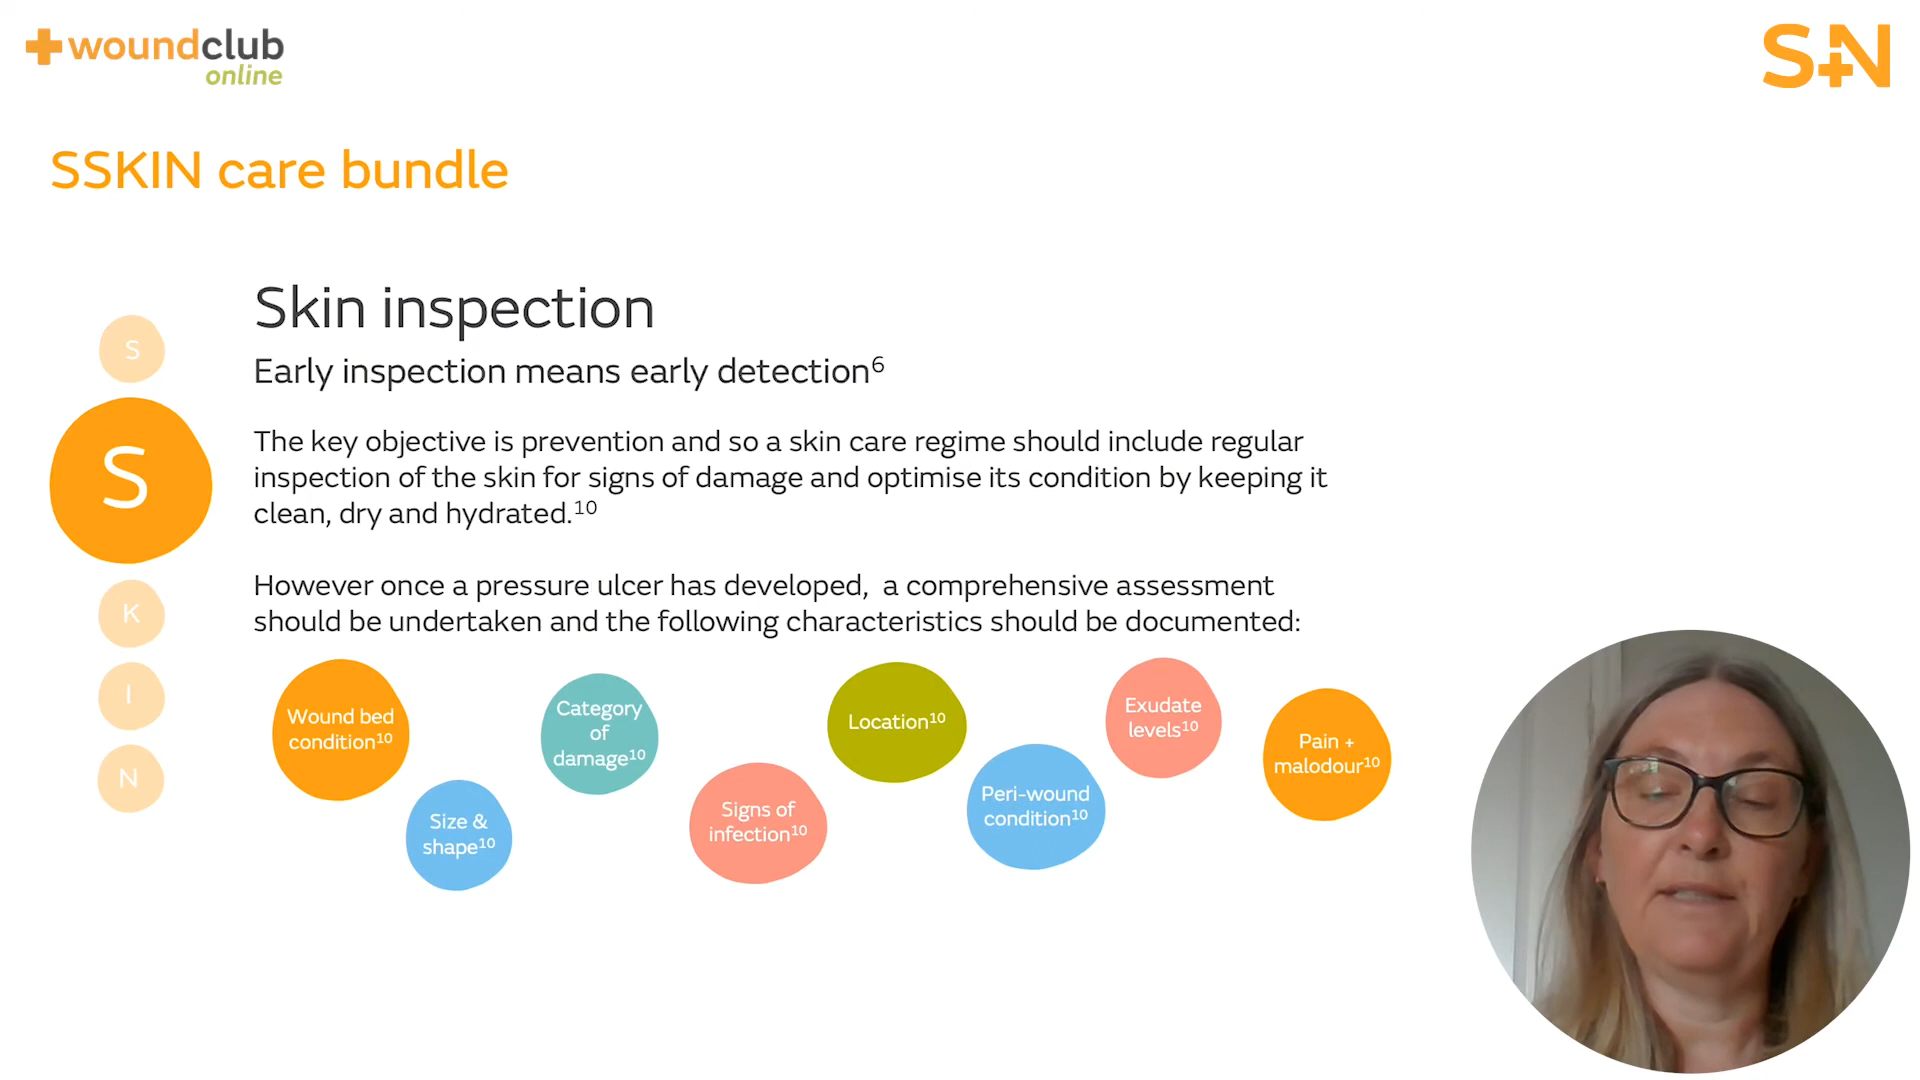 woundclub
online
S+N
SSKIN care bundle
Skin inspection
Early inspection means early detection⁶
The key objective is prevention and so a skin care regime should include regular
inspection of the skin for signs of damage and optimise its condition by keeping it
clean, dry and hydrated.¹⁰
However once a pressure ulcer has developed, a comprehensive assessment
should be undertaken and the following characteristics should be documented:
S
S
K
I
N
Wound bed
condition¹⁰
Size &
shape¹⁰
Category
of
damage¹⁰
Signs of
infection¹⁰
Location¹⁰
Peri-wound
condition¹⁰
Exudate
levels¹⁰
Pain +
malodour¹⁰